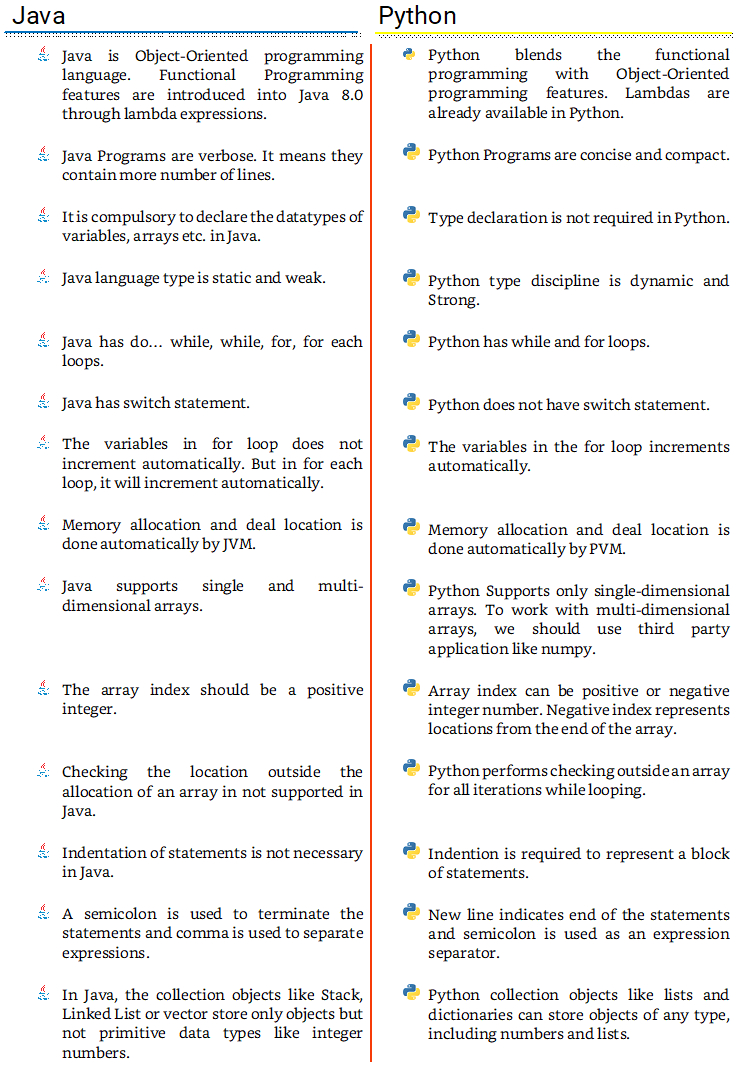 Java
Java is Object-Oriented programming
language. Functional Programming
features are introduced into Java 8.0
through lambda expressions.
Java Programs are verbose. It means they
contain more number of lines.
It is compulsory to declare the datatypes of
variables, arrays etc. in Java.
Java language type is static and weak.
Java has do... while, while, for, for each
loops.
Java has switch statement.
The variables in for loop does not
increment automatically. But in for each
loop, it will increment automatically.
Memory allocation and deal location is
done automatically by JVM.
Java supports single and multi-
dimensional arrays.
The array index should be a positive
integer.
Checking the location outside the
allocation of an array in not supported in
Java.
Indentation of statements is not necessary
in Java.
A semicolon is used to terminate the
statements and comma is used to separate
expressions.
In Java, the collection objects like Stack,
Linked List or vector store only objects but
not primitive data types like integer
numbers.
Python
Python blends the functional
programming with Object-Oriented
programming features. Lambdas are
already available in Python.
Python Programs are concise and compact.
Type declaration is not required in Python.
Python type discipline is dynamic and
Strong.
Python has while and for loops.
Python does not have switch statement.
The variables in the for loop increments
automatically.
Memory allocation and deal location is
done automatically by PVM.
Python Supports only single-dimensional
arrays. To work with multi-dimensional
arrays, we should use third party
application like numpy.
Array index can be positive or negative
integer number. Negative index represents
locations from the end of the array.
Python performs checking outside an array
for all iterations while looping.
Indention is required to represent a block
of statements.
New line indicates end of the statements
and semicolon is used as an expression
separator.
Python collection objects like lists and
dictionaries can store objects of any type,
including numbers and lists.